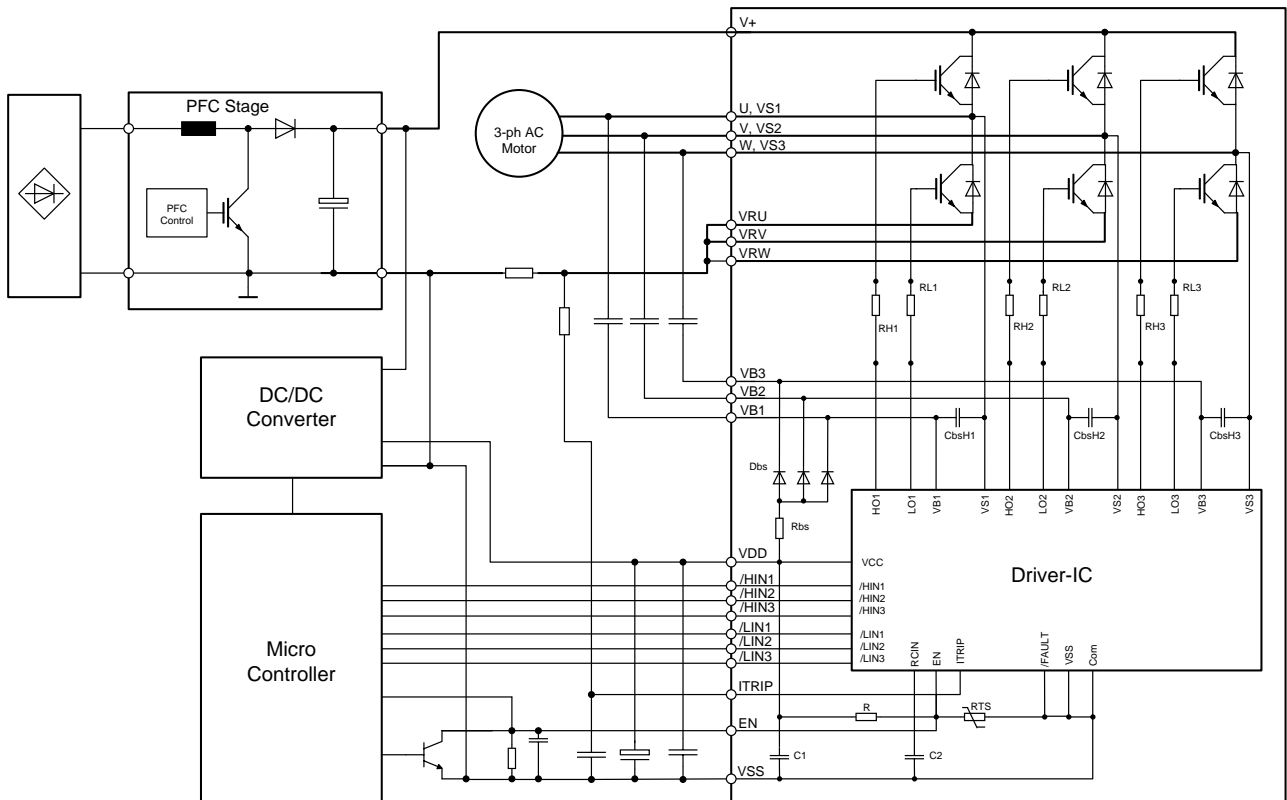 V+
PFC Stage
PFC
Control
3-ph AC
Motor
U, VS1
V, VS2
W, VS3
VRU
VRV
VRW
RL1
RL2
RL3
RH1
RH2
RH3
DC/DC
Converter
VB3
VB2
VB1
CbsH1
CbsH2
CbsH3
Dbs
Rbs
HO1
LO1
VB1
VS1
HO2
LO2
VB2
VS2
HO3
LO3
VB3
VS3
VDD
VCC
Driver-IC
/HIN1
/HIN2
/HIN3
/LIN1
/LIN2
/LIN3
/HIN1
/HIN2
/HIN3
/LIN1
/LIN2
/LIN3
RCIN
EN
ITRIP
/FAULT
VSS
Com
Micro
Controller
ITRIP
R
RTS
EN
C1
C2
VSS